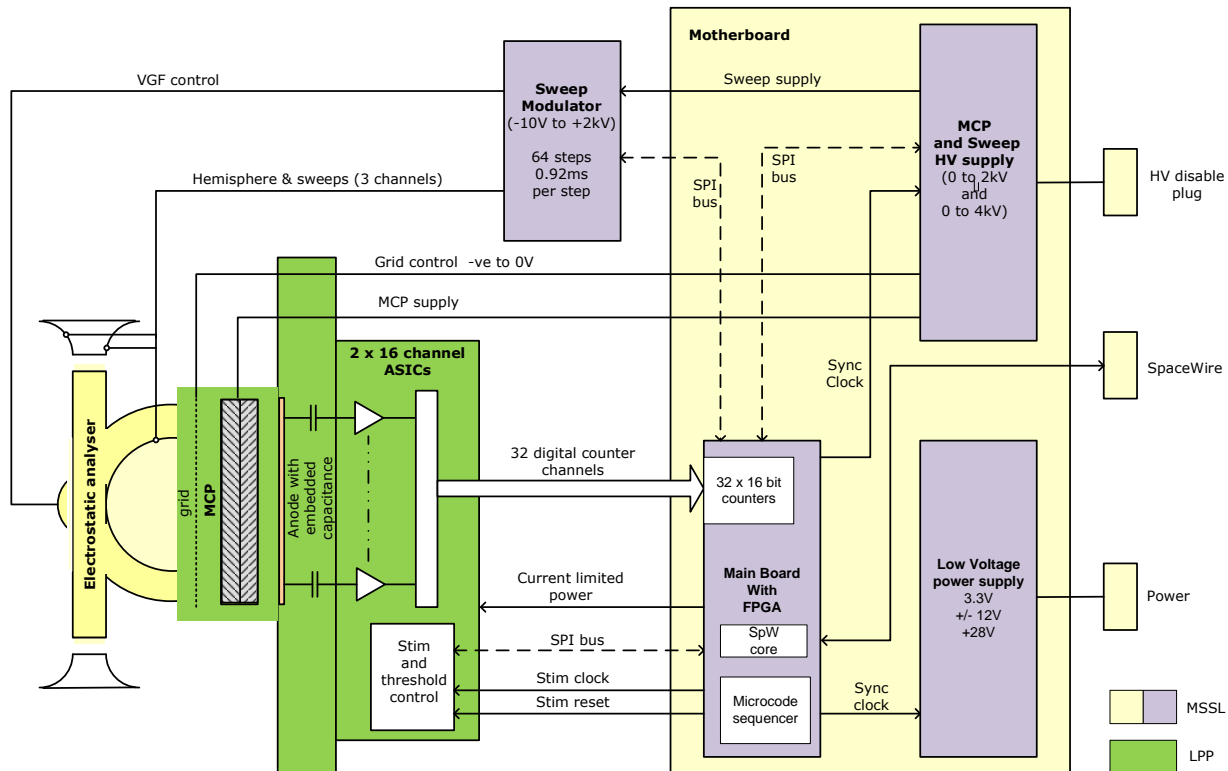 Motherboard
VGF control
Sweep
Modulator
(-10V to +2kV)
64 steps
0.92ms
per step
Sweep supply
MCP
and Sweep
HV supply
(0 to 2kV
and
0 to 4kV)
SPI
bus
SPI
bus
HV disable
plug
Hemisphere & sweeps (3 channels)
Grid control -ve to 0V
MCP supply
2 x 16 channel
ASICs
Sync
Clock
SpaceWire
Electrostatic analyser
grid
MCP
Anode with
embedded
capacitance
32 digital counter
channels
32 x 16 bit
counters
Main Board
With
FPGA
Low Voltage
power supply
3.3V
+/- 12V
+28V
Current limited
power
Power
SpW
core
SPI bus
Stim
and
threshold
control
Stim clock
Stim reset
Microcode
sequencer
Sync
clock
MSSL
LPP